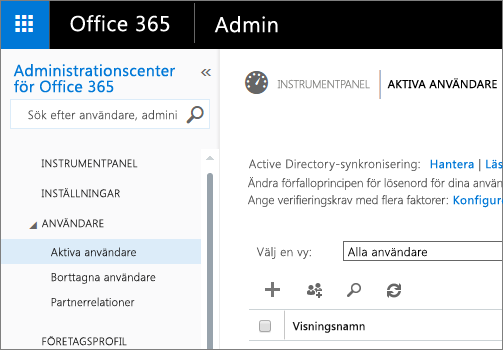 Office 365 Admin
Administrationscenter
för Office 365
«
Sök efter användare, admini
INSTRUMENTPANEL
INSTÄLLNINGAR
ANVÄNDARE
Aktiva användare
Borttagna användare
Partnerrelationer
FÖRETAGSPROFIL
INSTRUMENTPANEL AKTIVA ANVÄNDARE
Active Directory-synkronisering: Hantera | Läs
Ändra förfalloprincipen för lösenord för dina använ
Ange verifieringskrav med flera faktorer: Konfigure
Välj en vy: Alla användare
Visningsnamn